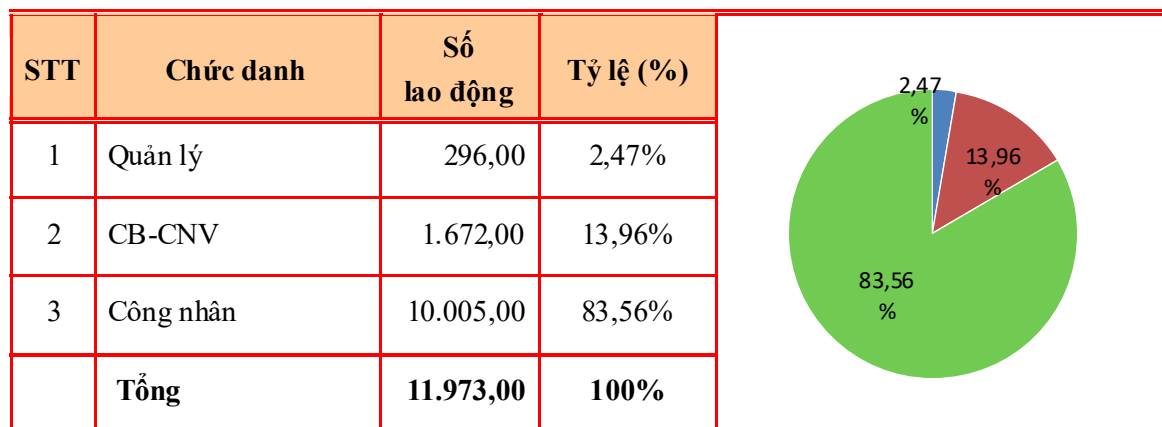 STT Chức danh Số lao động Tỷ lệ (%)
1 Quản lý 296,00 2,47%
2 CB-CNV 1.672,00 13,96%
3 Công nhân 10.005,00 83,56%
Tổng 11.973,00 100%
2,47
%
13,96
%
83,56
%